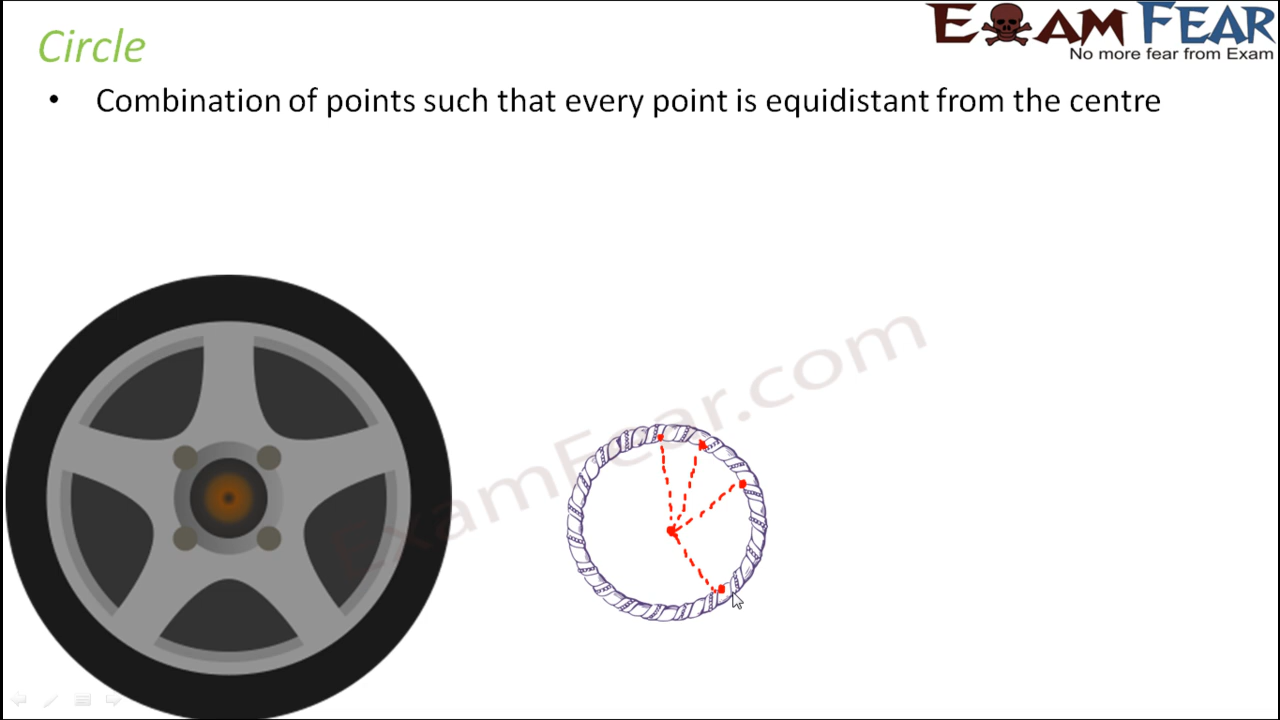 Circle
EXAM FEAR
No more fear from Exam
• Combination of points such that every point is equidistant from the centre
ExamFear.com